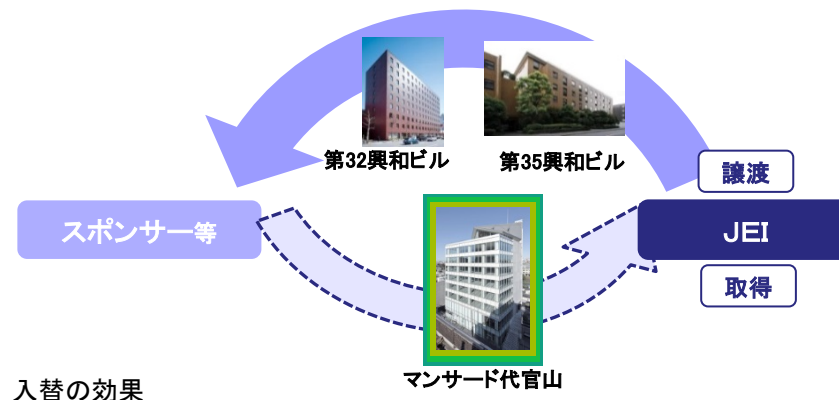 第32興和ビル
第35興和ビル
譲渡
スポンサー等
JEI
取得
マンサード代官山
入替の効果